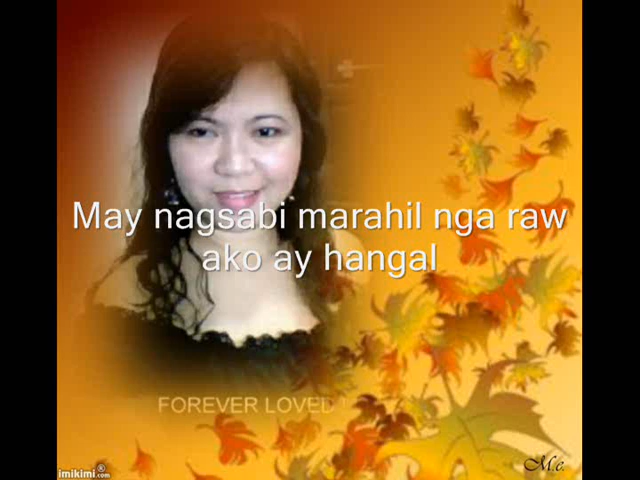 May nagsabi marahil nga raw
ako ay hangal
FOREVER LOVED
imikimi.com
M.c.